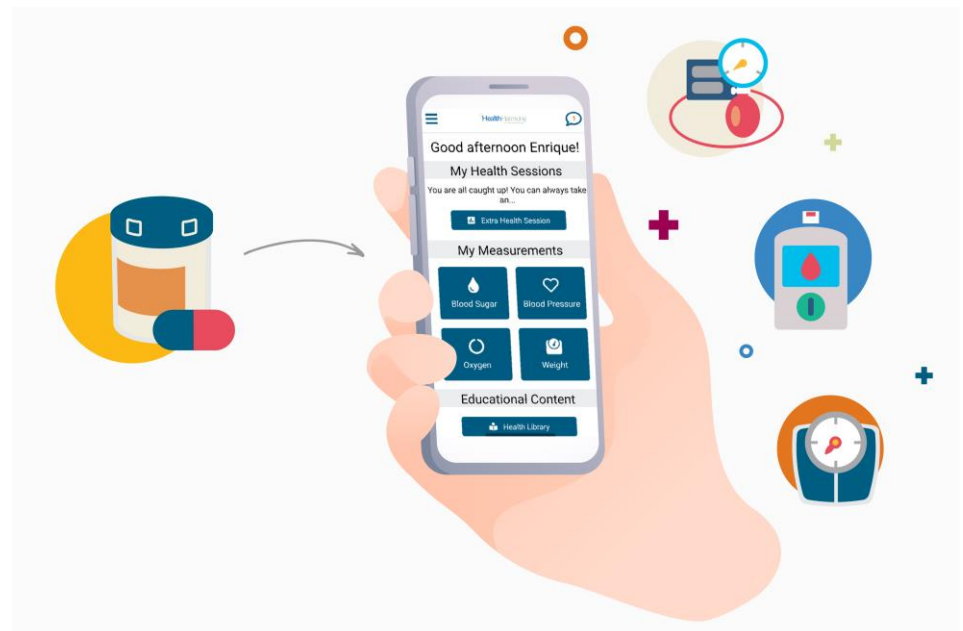 HealthHarmony
Good afternoon Enrique!
My Health Sessions
You are all caught up! You can always take
an...
Extra Health Session
My Measurements
Blood Sugar
Blood Pressure
Oxygen
Weight
Educational Content
Health Library